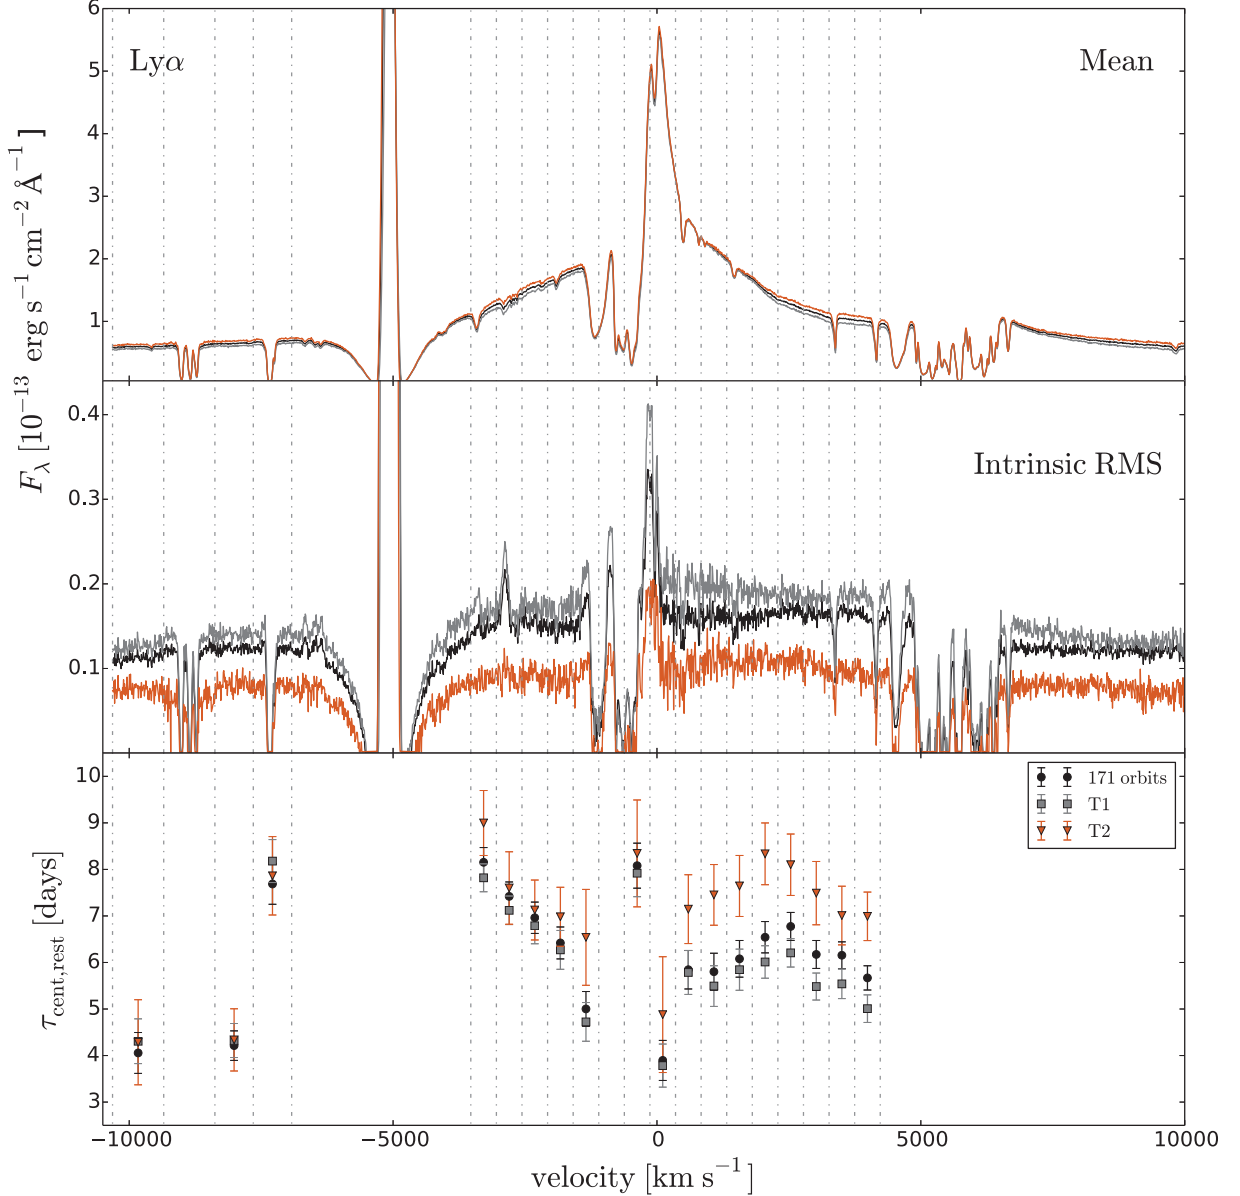 Lyα
Mean
6
5
4
3
2
1
F_λ [10⁻¹³ erg s⁻¹ cm⁻² Å⁻¹]
Intrinsic RMS
0.4
0.3
0.2
0.1
171 orbits
T1
T2
10
9
8
7
6
5
4
3
τ_cent,rest [days]
−10000 −5000 0 5000 10000
velocity [km s⁻¹]